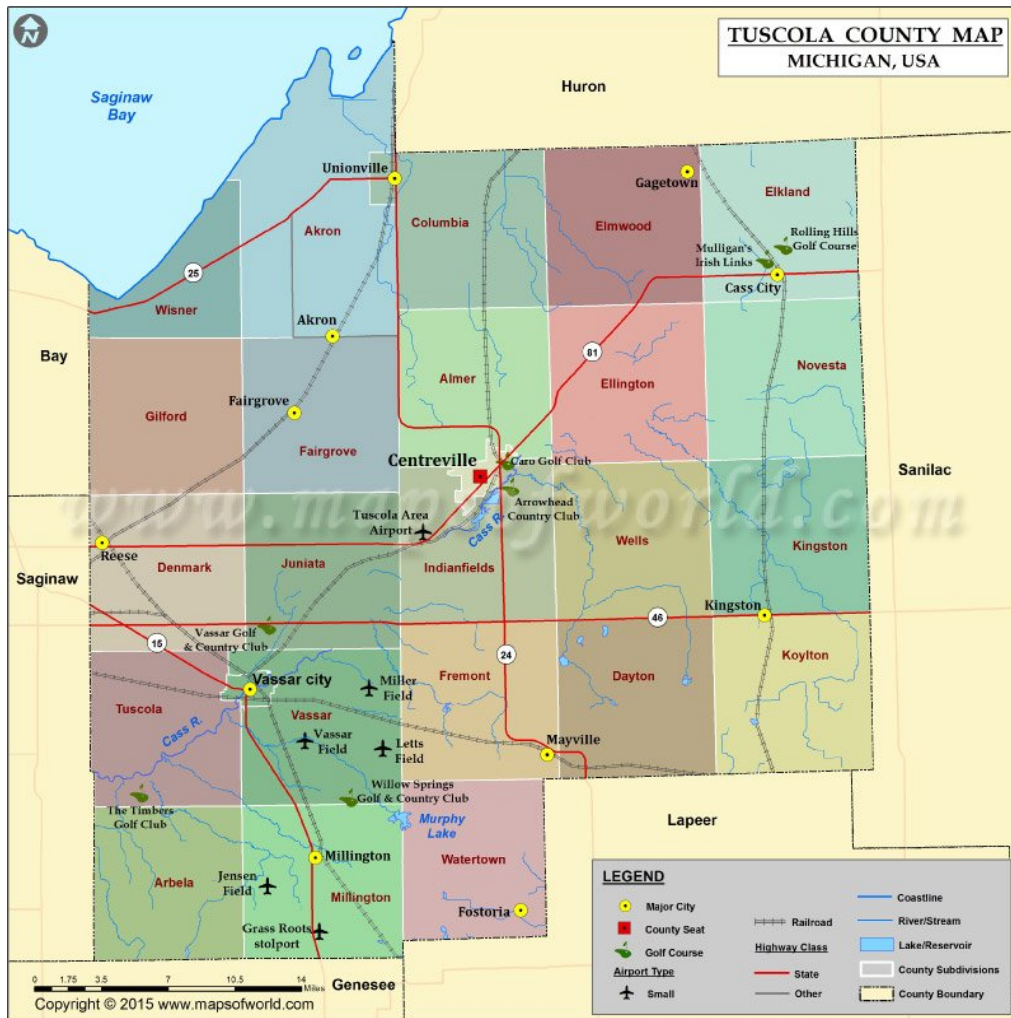 N
TUSCOLA COUNTY MAP
MICHIGAN, USA
Saginaw
Bay
Huron
Unionville
Gagetown
Elkland
Akron
Columbia
Elmwood
Rolling Hills
Golf Course
Mulligan's
Irish Links
25
Cass City
Wisner
Akron
Bay
81
Almer
Ellington
Novesta
Gilford
Fairgrove
Fairgrove
Centreville
Caro Golf Club
Sanilac
www.mapsofworld.com
Tuscola Area
Airport
Arrowhead
Country Club
Cass R.
Reese
Wells
Kingston
Saginaw
Denmark
Juniata
Indianfields
Kingston
46
Vassar Golf
& Country Club
15
24
Koylton
Vassar city
Miller
Field
Fremont
Dayton
Tuscola
Vassar
Cass R.
Vassar
Field
Letts
Field
Mayville
The Timbers
Golf Club
Willow Springs
Golf & Country Club
Murphy
Lake
Lapeer
Millington
Watertown
Arbela
Jensen
Field
Millington
Fostoria
Grass Roots
stolport
Genesee
0 1.75 3.5 7 10.5 14
Miles
Copyright © 2015 www.mapsofworld.com
LEGEND
Major City
County Seat
Golf Course
Airport Type
Small
Railroad
Highway Class
State
Other
Coastline
River/Stream
Lake/Reservoir
County Subdivisions
County Boundary